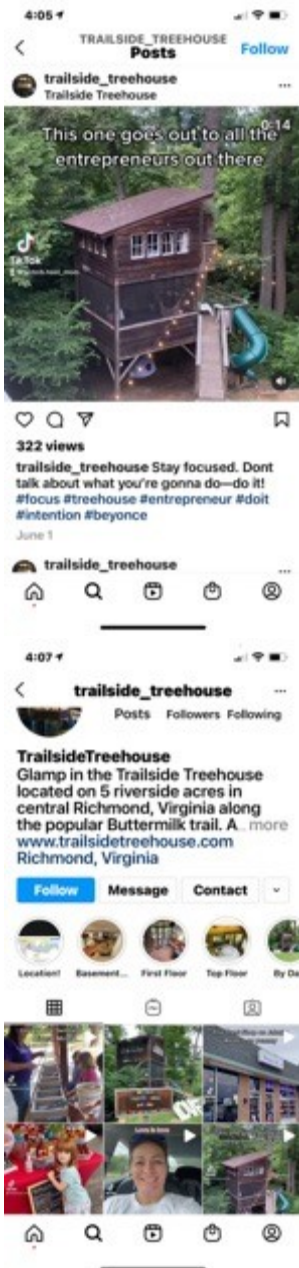 4:05
TRAILSIDE_TREEHOUSE
Posts
Follow
trailside_treehouse
Trailside Treehouse
0:14
This one goes out to all the
entrepreneurs out there
TikTok
322 views
trailside_treehouse Stay focused. Dont
talk about what you're gonna do—do it!
#focus #treehouse #entrepreneur #doit
#intention #beyonce
June 1
trailside_treehouse
4:07
trailside_treehouse
Posts Followers Following
TrailsideTreehouse
Glamp in the Trailside Treehouse
located on 5 riverside acres in
central Richmond, Virginia along
the popular Buttermilk trail. A... more
www.trailsidetreehouse.com
Richmond, Virginia
Follow Message Contact
Location! Basement... First Floor Top Floor By Da